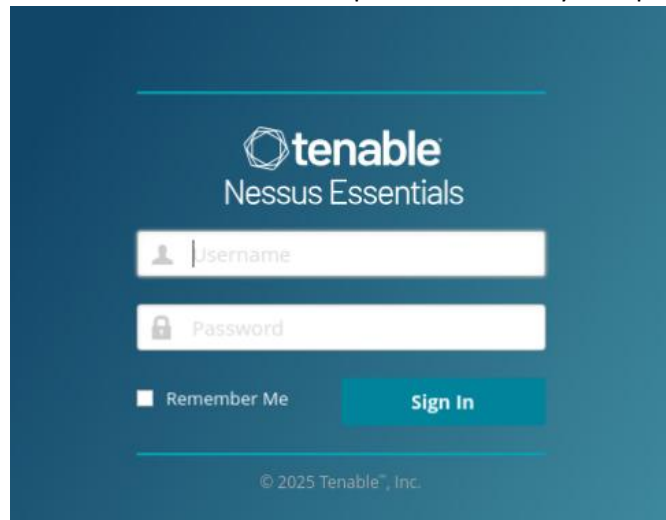 tenable
Nessus Essentials
Username
Password
Remember Me
Sign In
© 2025 Tenable™, Inc.